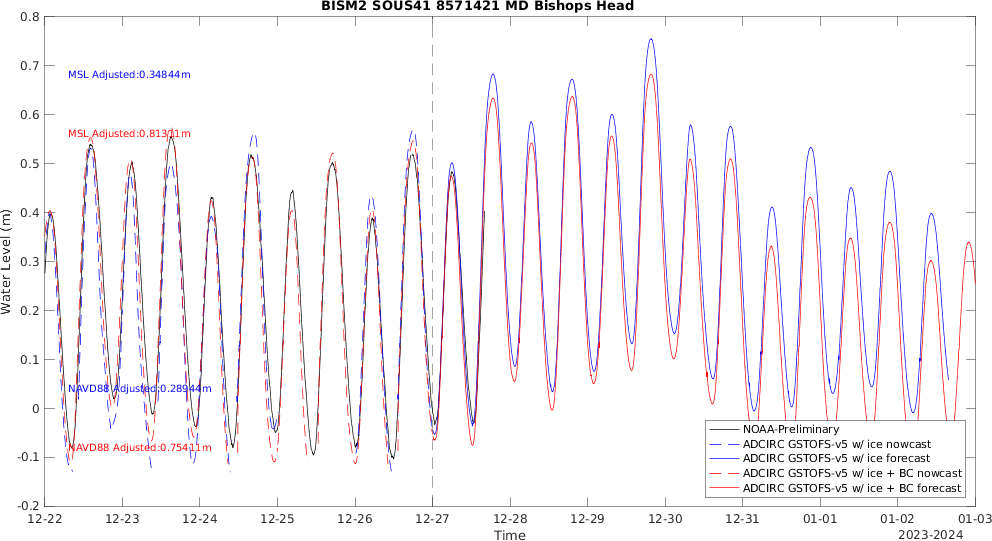 BISM2 SOUS41 8571421 MD Bishops Head
0.8
0.7
0.6
0.5
0.4
0.3
0.2
0.1
0
-0.1
-0.2
Water Level (m)
MSL Adjusted:0.34844m
MSL Adjusted:0.81311m
NAVD88 Adjusted:0.28944m
NAVD88 Adjusted:0.75411m
NOAA-Preliminary
ADCIRC GSTOFS-v5 w/ ice nowcast
ADCIRC GSTOFS-v5 w/ ice forecast
ADCIRC GSTOFS-v5 w/ ice + BC nowcast
ADCIRC GSTOFS-v5 w/ ice + BC forecast
12-22 12-23 12-24 12-25 12-26 12-27 12-28 12-29 12-30 12-31 01-01 01-02 01-03
Time
2023-2024